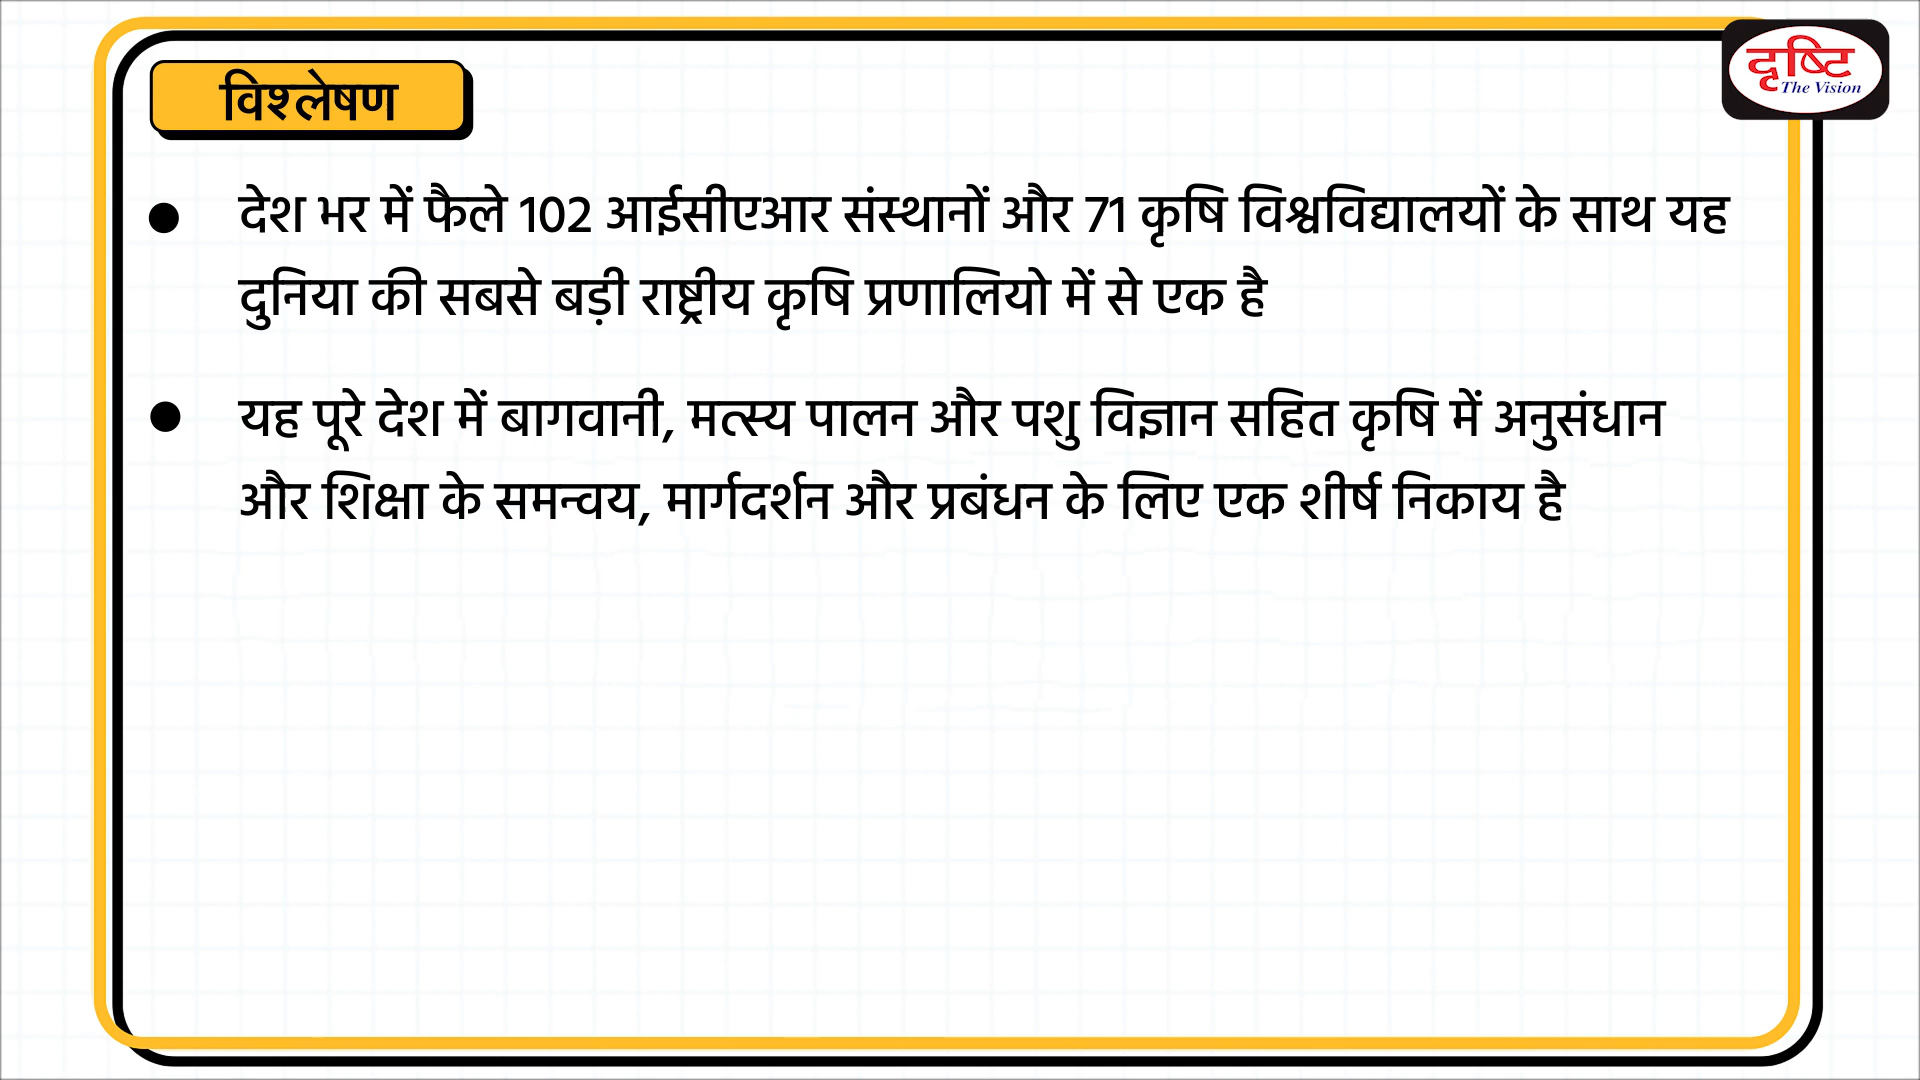 दृष्टि
The Vision
विश्लेषण
● देश भर में फैले 102 आईसीएआर संस्थानों और 71 कृषि विश्वविद्यालयों के साथ यह
दुनिया की सबसे बड़ी राष्ट्रीय कृषि प्रणालियो में से एक है
● यह पूरे देश में बागवानी, मत्स्य पालन और पशु विज्ञान सहित कृषि में अनुसंधान
और शिक्षा के समन्वय, मार्गदर्शन और प्रबंधन के लिए एक शीर्ष निकाय है